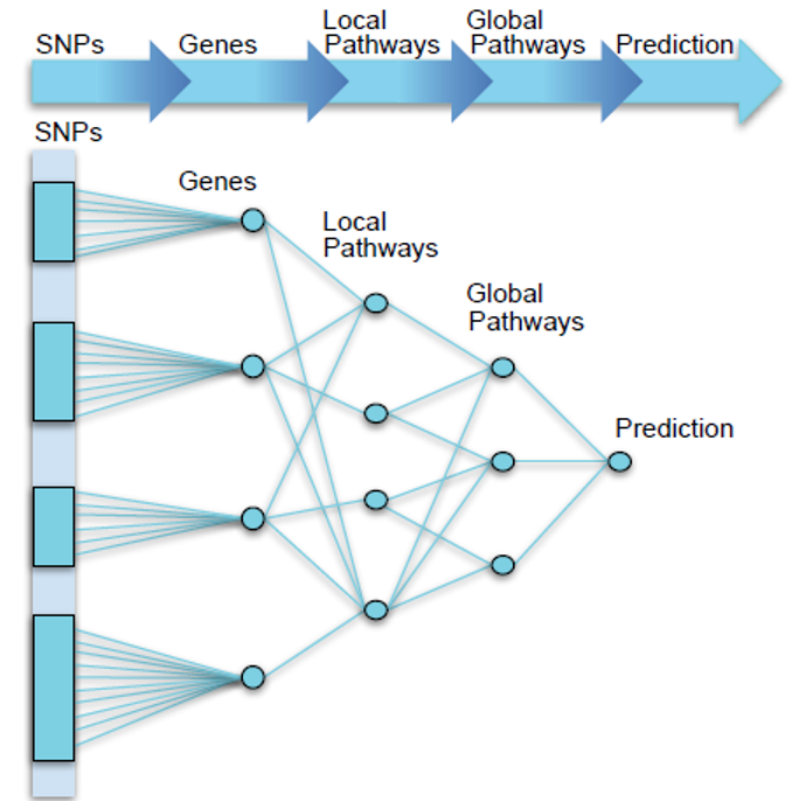 SNPs
Genes
Local
Pathways
Global
Pathways
Prediction
SNPs
Genes
Local
Pathways
Global
Pathways
Prediction